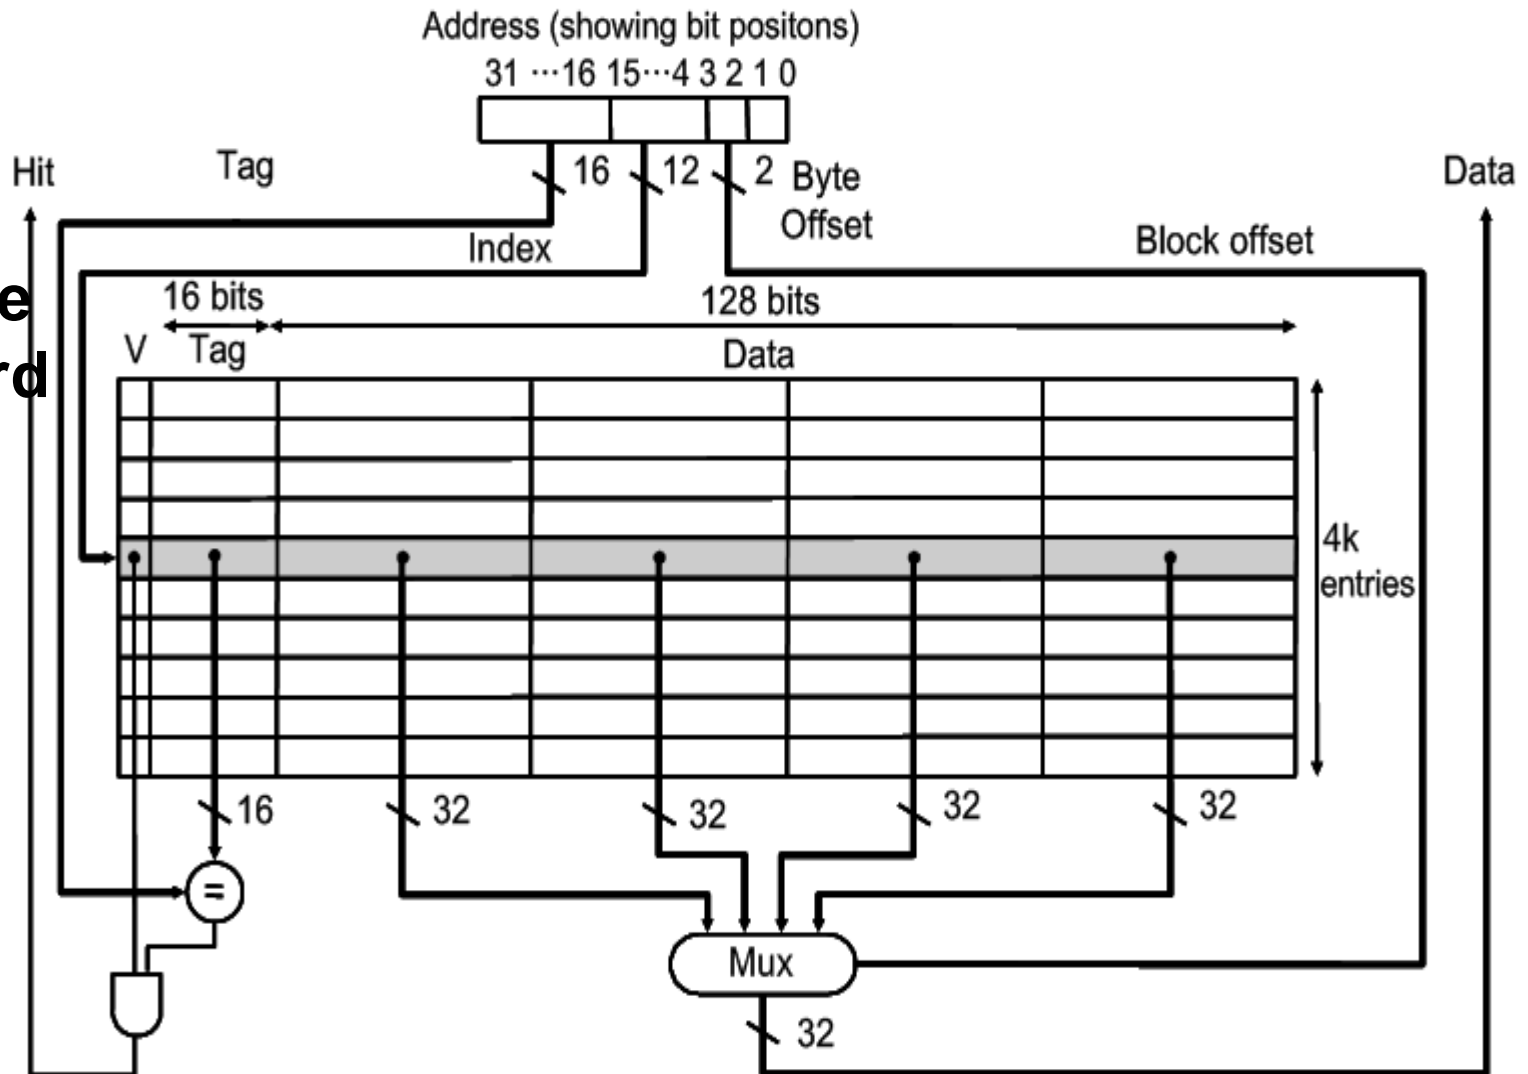 Address (showing bit positons)
31 ···16 15···4 3 2 1 0
Hit
Tag
16
12
2
Byte
Offset
Data
Index
Block offset
e
rd
16 bits
128 bits
V
Tag
Data
4k
entries
16
32
32
32
32
=
Mux
32